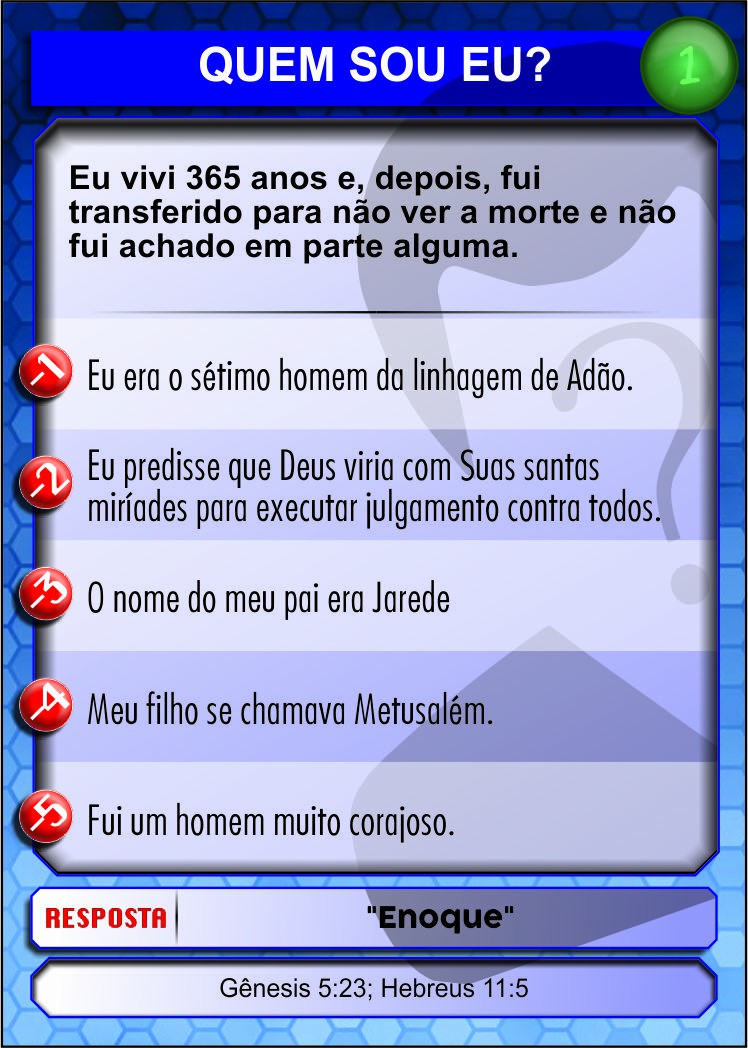 QUEM SOU EU?
1
Eu vivi 365 anos e, depois, fui
transferido para não ver a morte e não
fui achado em parte alguma.
1 Eu era o sétimo homem da linhagem de Adão.
2 Eu predisse que Deus viria com Suas santas
miríades para executar julgamento contra todos.
3 O nome do meu pai era Jarede
4 Meu filho se chamava Metusalém.
5 Fui um homem muito corajoso.
RESPOSTA "Enoque"
Gênesis 5:23; Hebreus 11:5